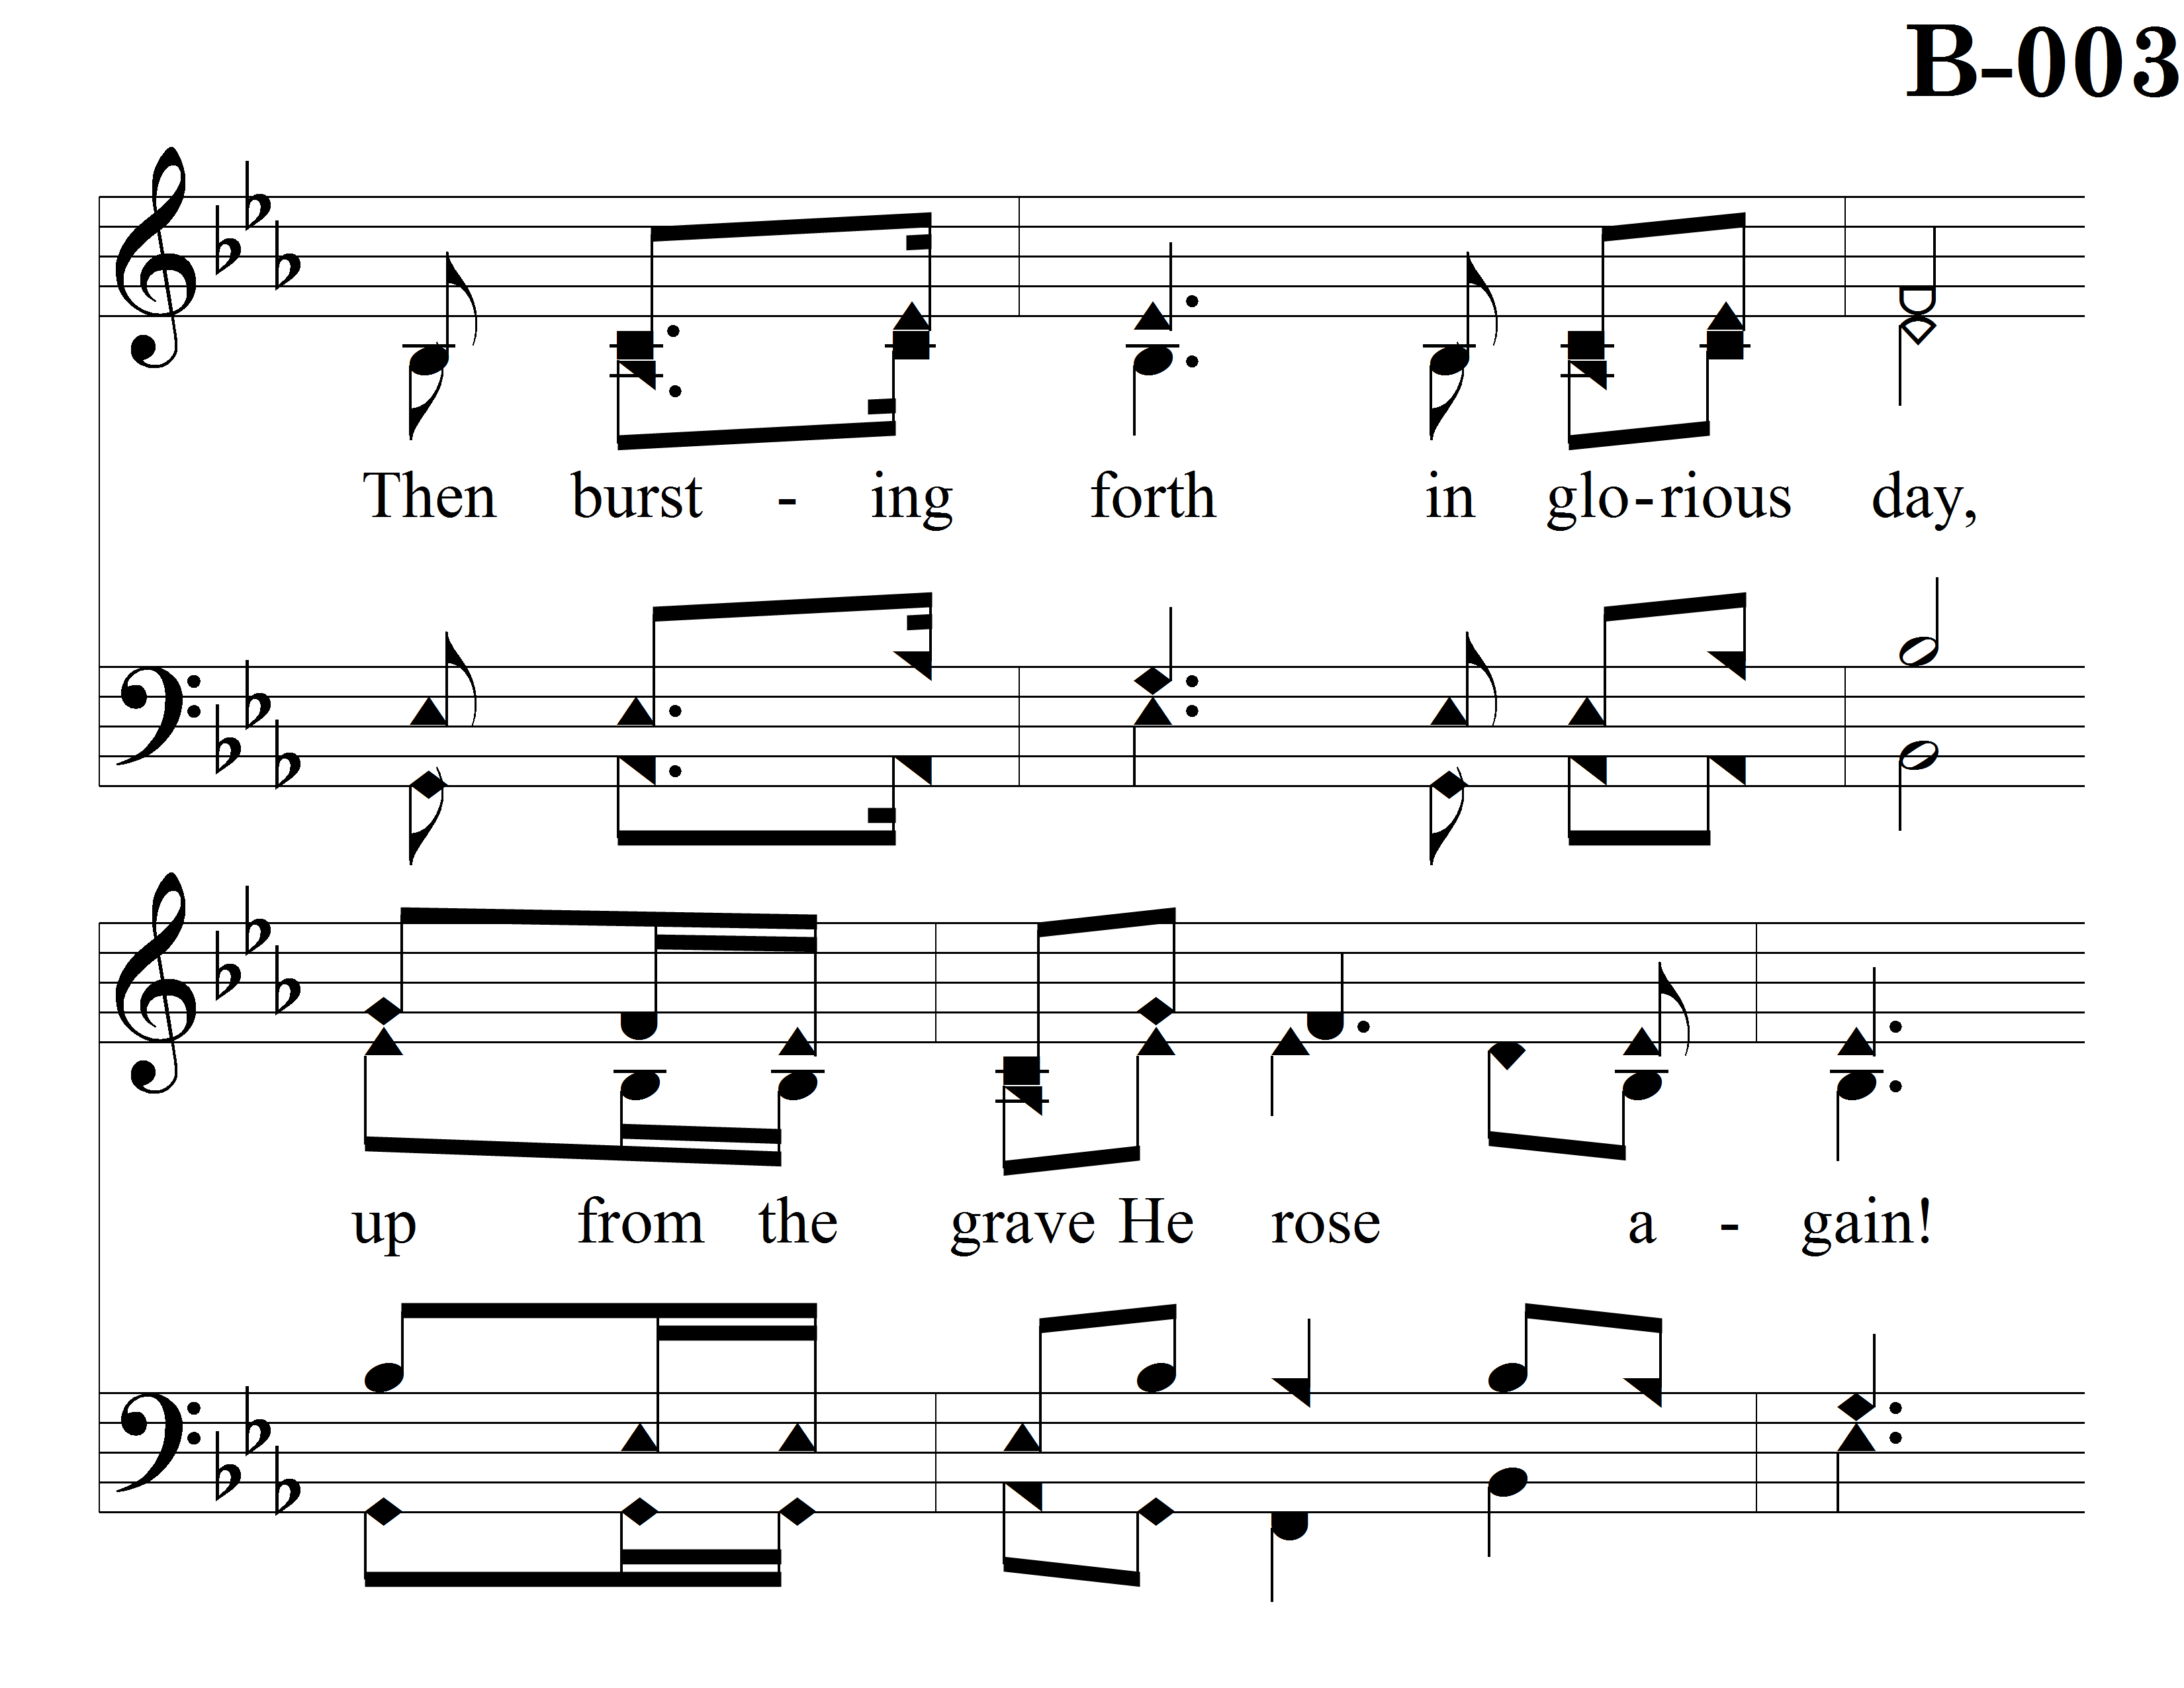 B-003
Then burst - ing forth in glo-rious day,
up from the grave He rose a - gain!